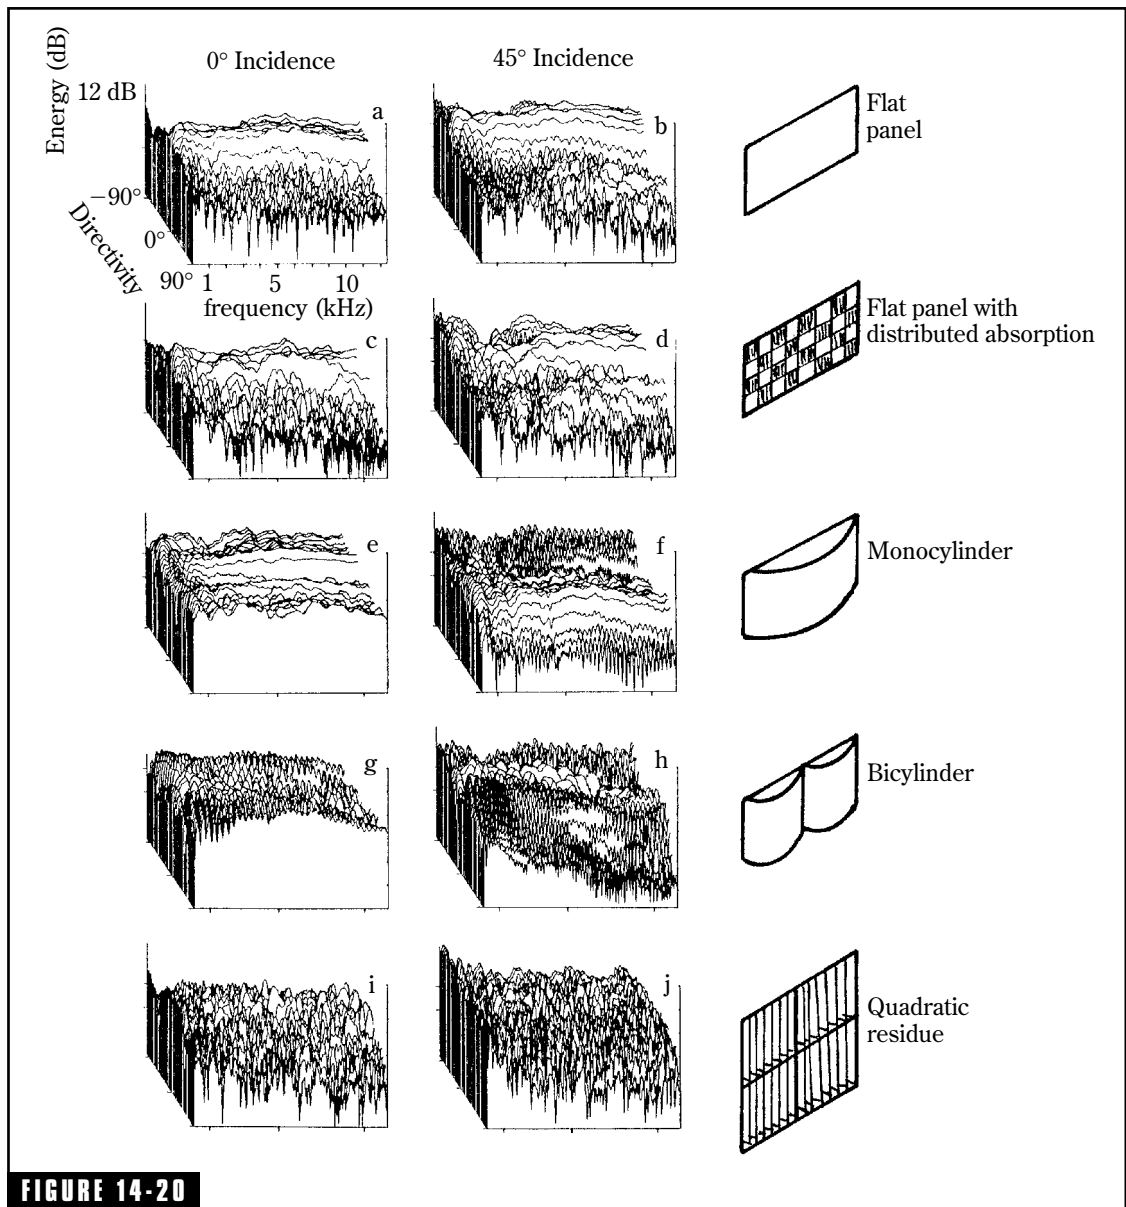 0° Incidence
45° Incidence
Energy (dB)
12 dB
−90°
0°
90°
Directivity
1
5
10
frequency (kHz)
a
b
Flat
panel
c
d
Flat panel with
distributed absorption
e
f
Monocylinder
g
h
Bicylinder
i
j
Quadratic
residue
FIGURE 14-20